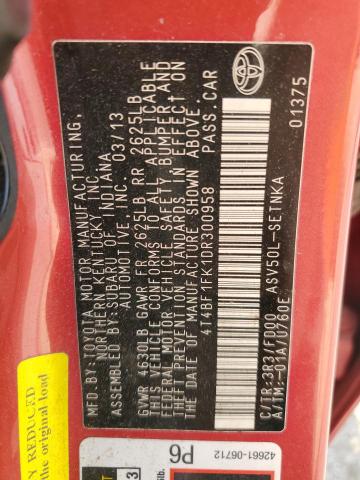 MFD. BY:TOYOTA MOTOR MANUFACTURING,
NORTHERN KENTUCKY INC.
ASSEMBLED BY: SUBARU OF INDIANA
AUTOMOTIVE, INC. 03/13
GVWR 4630LB GAWR FR 2625LB RR 2625LB
THIS VEHICLE CONFORMS TO ALL APPLICABLE
FEDERAL MOTOR VEHICLE SAFETY BUMPER AND
THEFT PREVENTION STANDARDS IN EFFECT ON
THE DATE OF MANUFACTURE SHOWN ABOVE.
4T4BF1FK1DR300958 PASS.CAR
01375
C/TR:3R3/FD00 ASV50L-SETNKA
A/TM:-01A/U760E
TOYOTA
Y REDUCED
the original load
42661-06712
P6
3